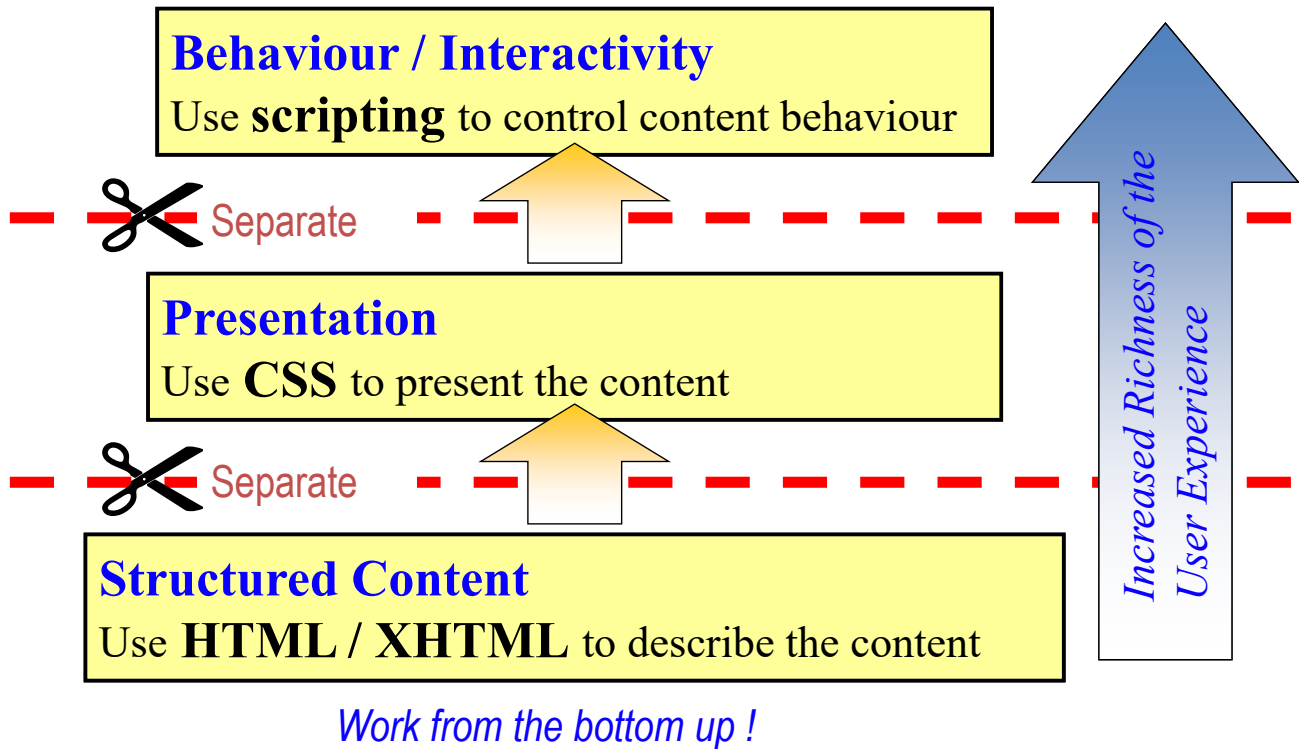 Behaviour / Interactivity
Use scripting to control content behaviour
Separate
Presentation
Use CSS to present the content
Separate
Structured Content
Use HTML / XHTML to describe the content
Work from the bottom up !
Increased Richness of the
User Experience